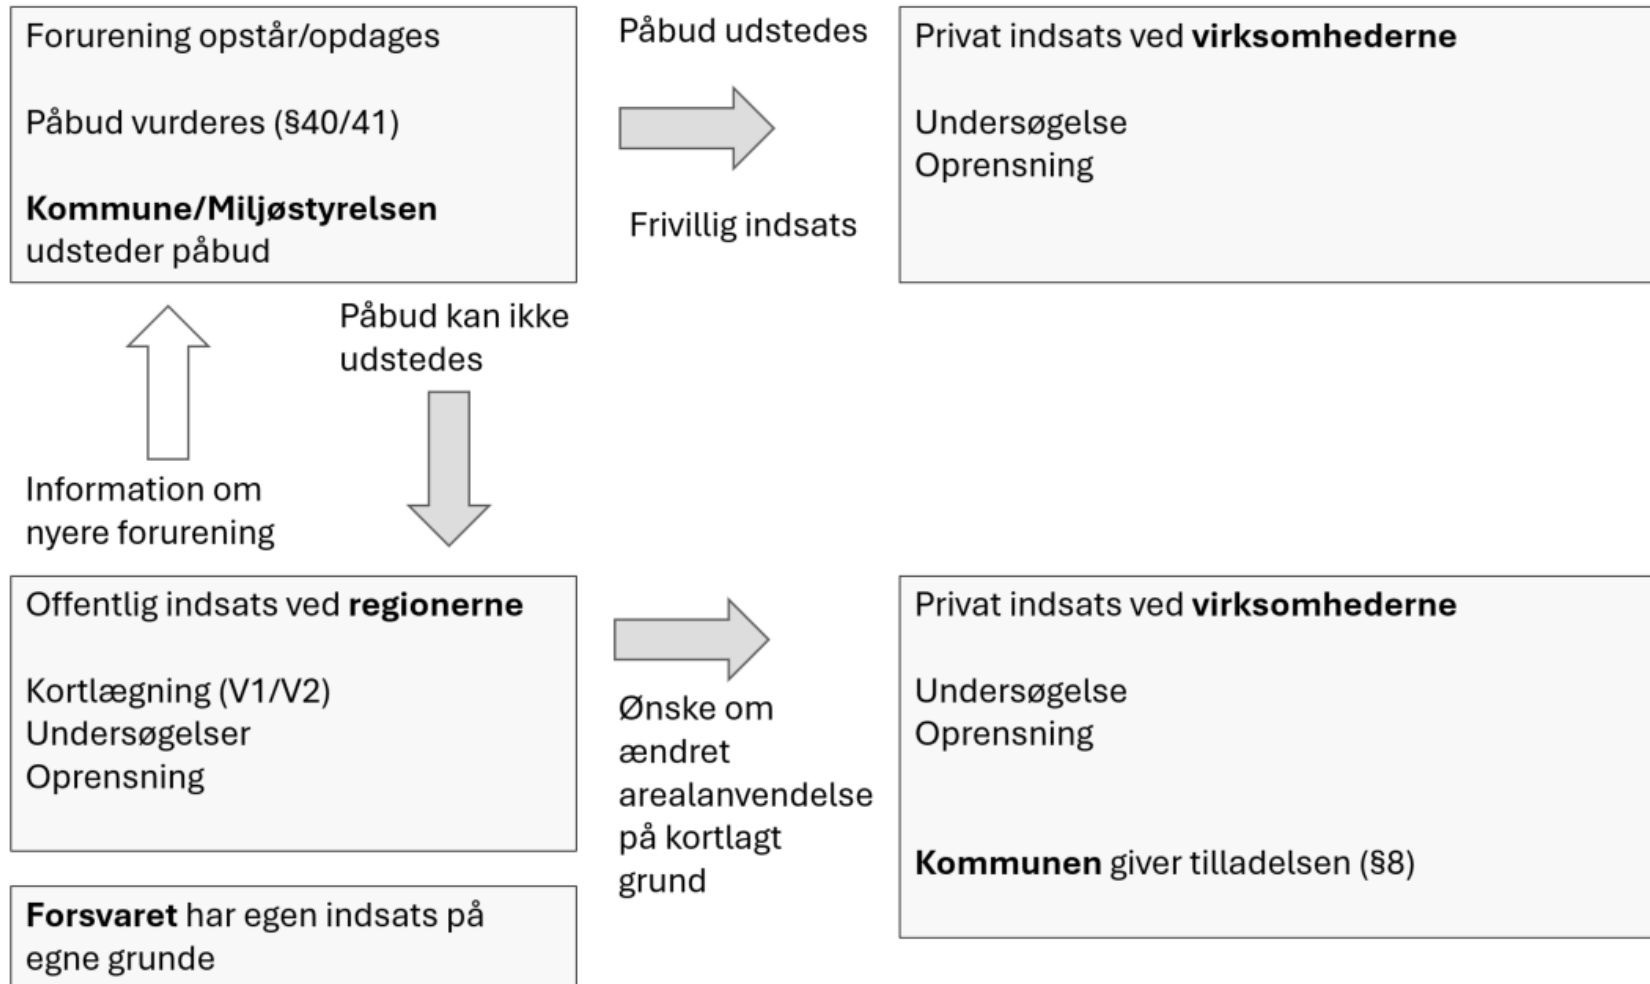 Forurening opstår/opdages
Påbud vurderes (§40/41)
Kommune/Miljøstyrelsen
udsteder påbud
Påbud udstedes
Frivillig indsats
Privat indsats ved virksomhederne
Undersøgelse
Oprensning
Påbud kan ikke
udstedes
Information om
nyere forurening
Offentlig indsats ved regionerne
Kortlægning (V1/V2)
Undersøgelser
Oprensning
Ønske om
ændret
arealanvendelse
på kortlagt
grund
Privat indsats ved virksomhederne
Undersøgelse
Oprensning
Kommunen giver tilladelsen (§8)
Forsvaret har egen indsats på
egne grunde